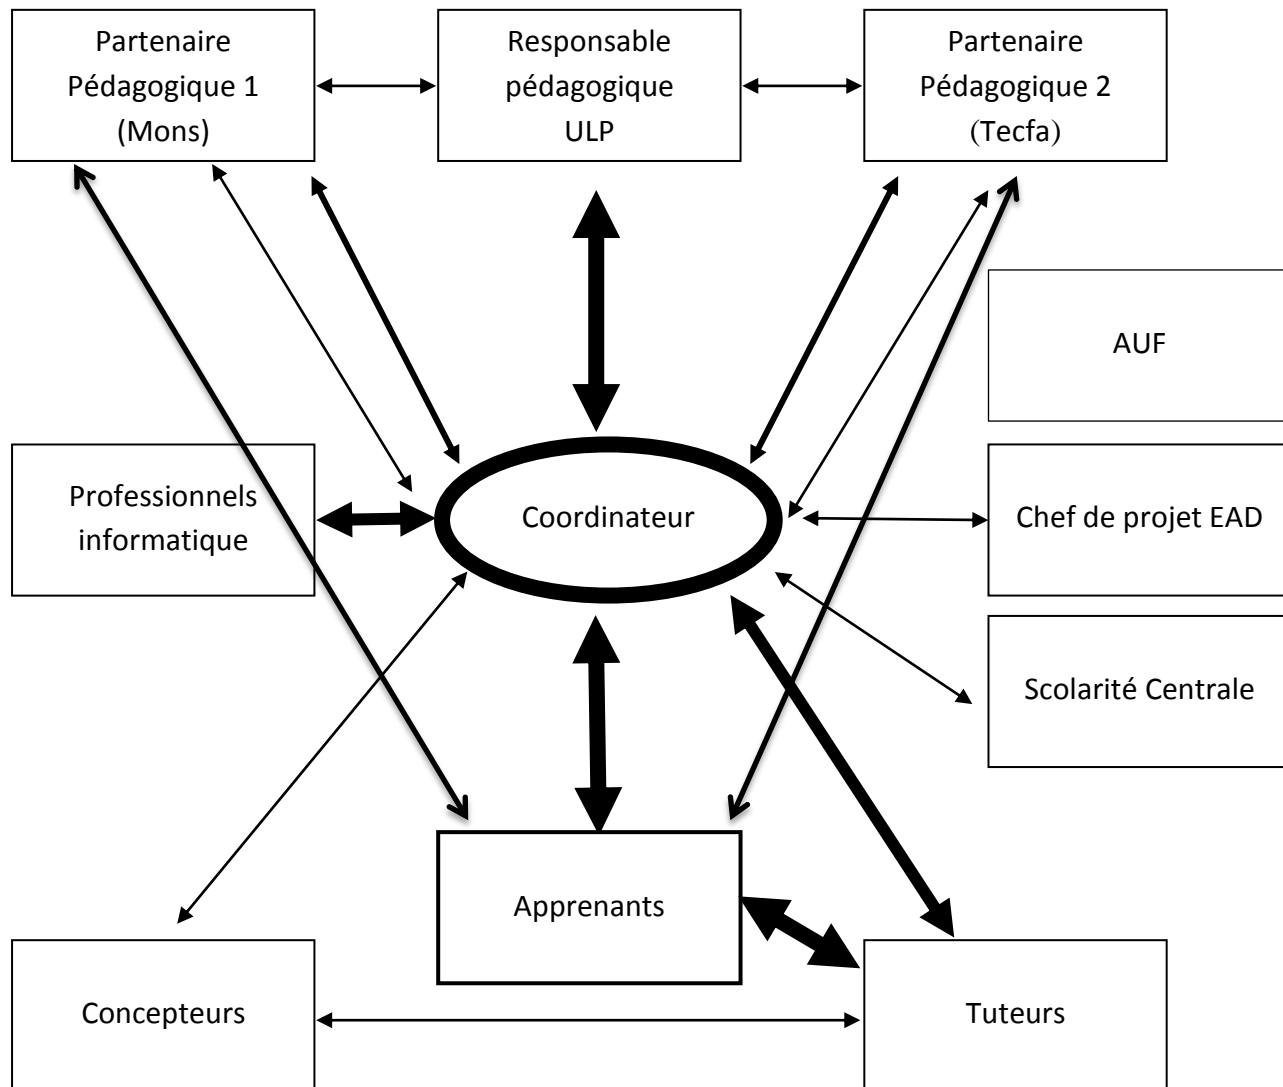 Partenaire
Pédagogique 1
(Mons)
Responsable
pédagogique
ULP
Partenaire
Pédagogique 2
(Tecfa)
AUF
Professionnels
informatique
Coordinateur
Chef de projet EAD
Scolarité Centrale
Apprenants
Concepteurs
Tuteurs